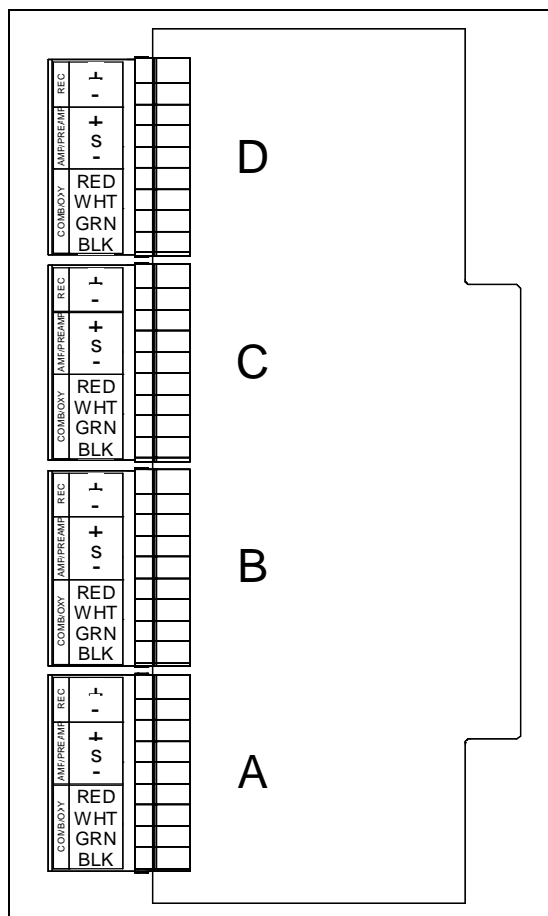 REC
+
-
AMP/PREAMP
+
S
-
COMB/OXY
RED
WHT
GRN
BLK
D
REC
+
-
AMP/PREAMP
+
S
-
COMB/OXY
RED
WHT
GRN
BLK
C
REC
+
-
AMP/PREAMP
+
S
-
COMB/OXY
RED
WHT
GRN
BLK
B
REC
+
-
AMP/PREAMP
+
S
-
COMB/OXY
RED
WHT
GRN
BLK
A